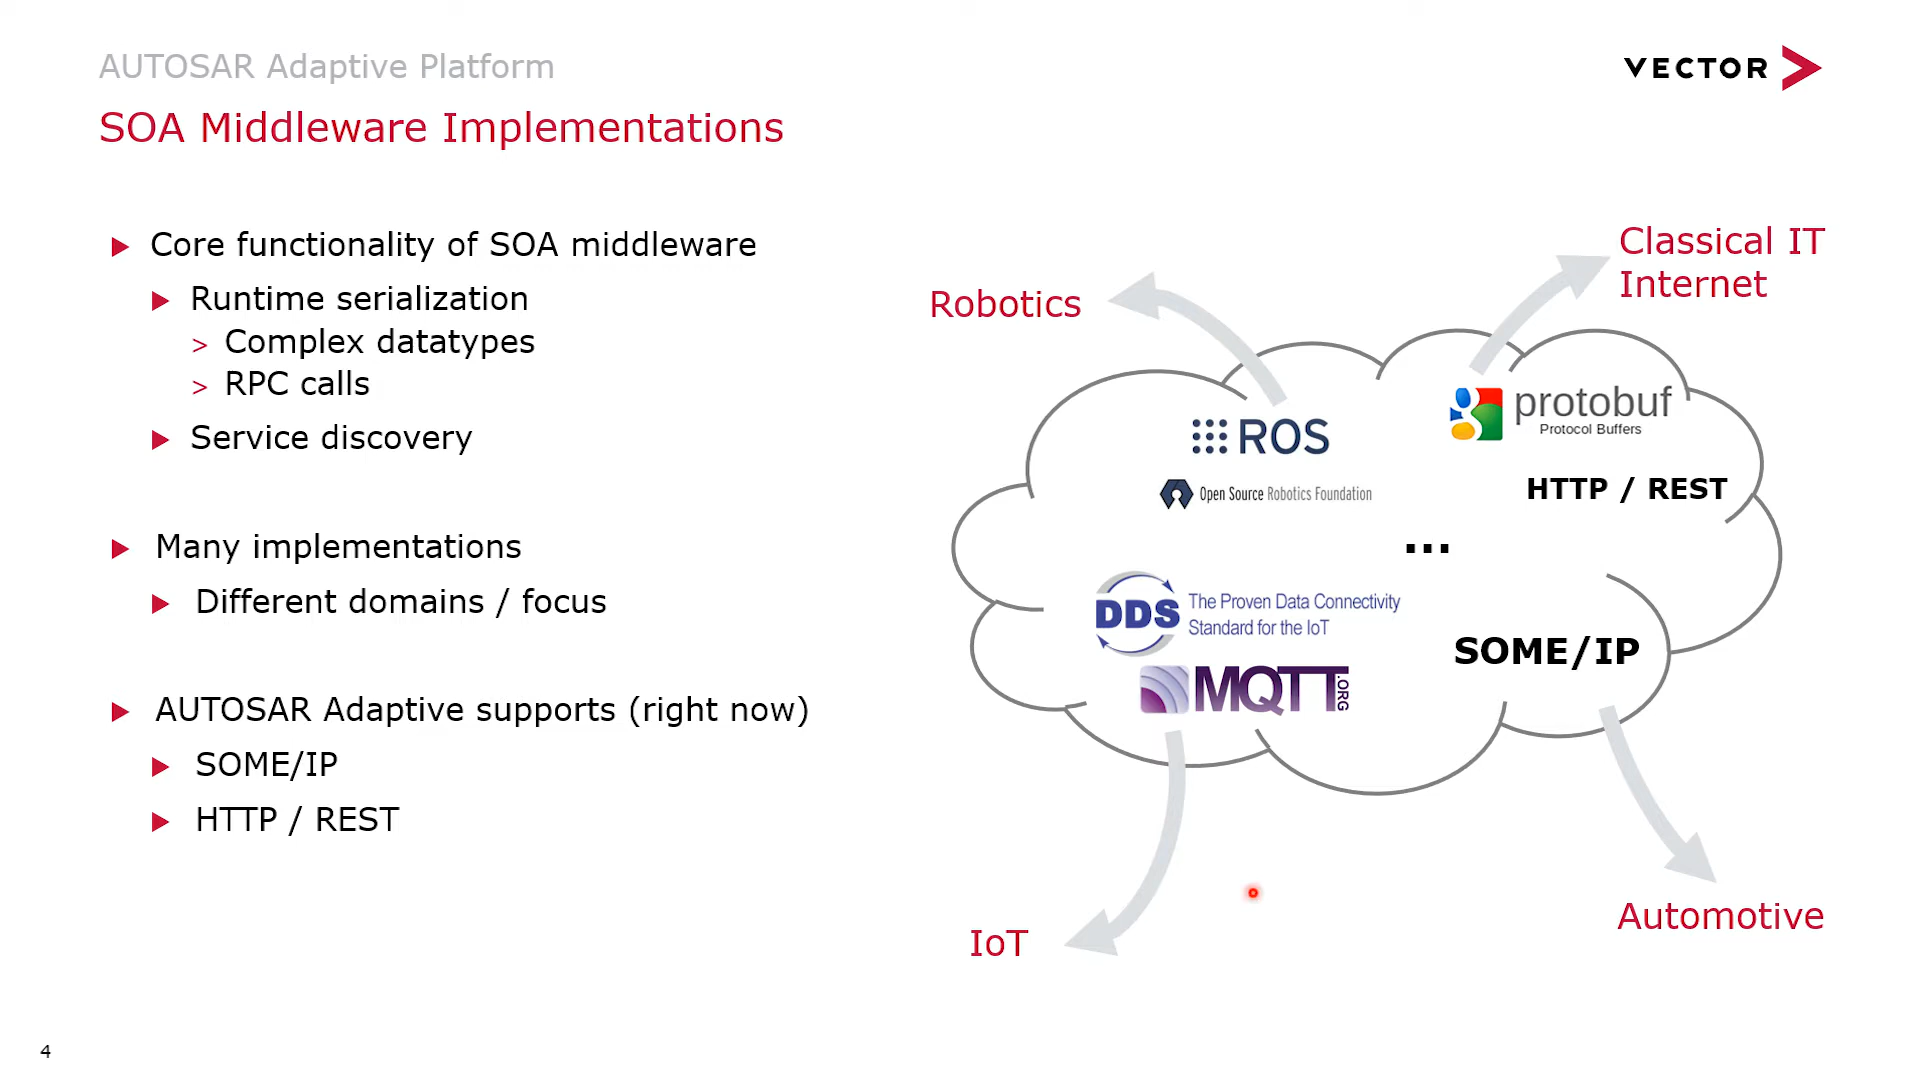 AUTOSAR Adaptive Platform
VECTOR
SOA Middleware Implementations
Core functionality of SOA middleware
Runtime serialization
> Complex datatypes
> RPC calls
Service discovery
Many implementations
Different domains / focus
AUTOSAR Adaptive supports (right now)
SOME/IP
HTTP / REST
Robotics
Classical IT
Internet
ROS
Open Source Robotics Foundation
protobuf
Protocol Buffers
HTTP / REST
...
DDS
The Proven Data Connectivity
Standard for the IoT
MQTT.ORG
SOME/IP
IoT
Automotive
4